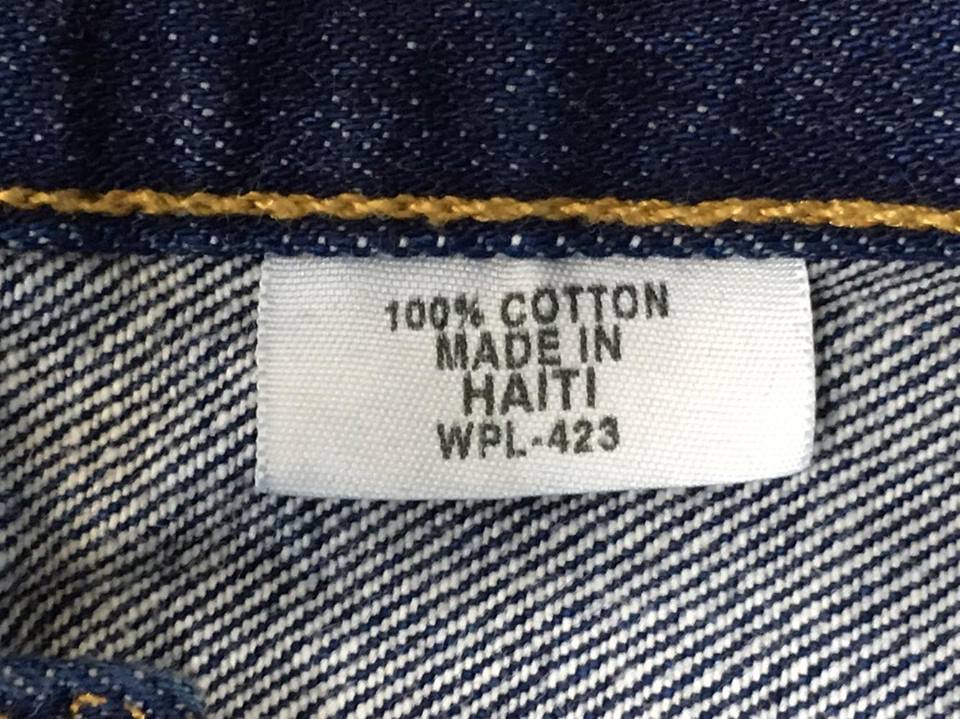 100% COTTON
MADE IN
HAITI
WPL-423